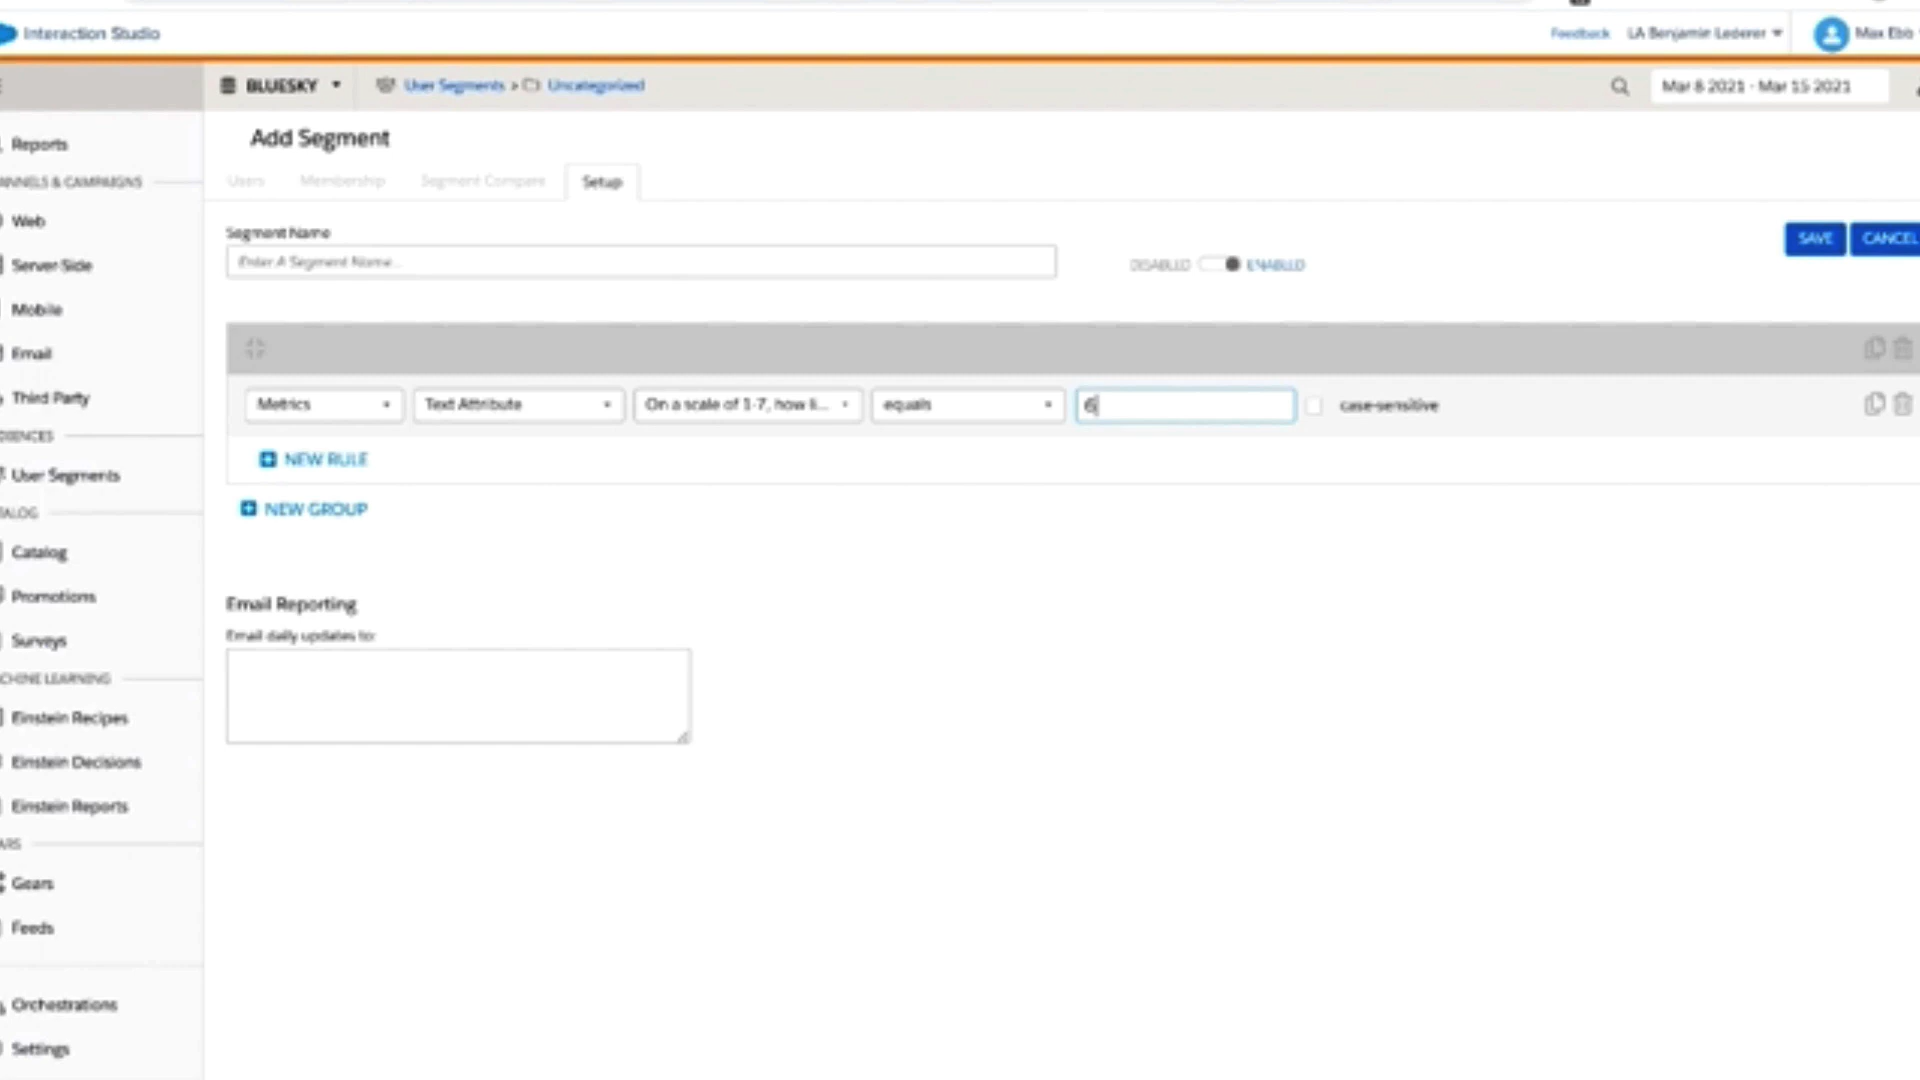 Interaction Studio
Feedback LA Benjamin Lederer Max Ebb
BLUESKY User Segments > Uncategorized Mar 8 2021 - Mar 15 2021
Add Segment
Users Membership Segment Compare Setup
Segment Name
Enter A Segment Name...
DISABLED ENABLED
SAVE CANCEL
Metrics Text Attribute On a scale of 1-7, how li... equals 6 case-sensitive
NEW RULE
NEW GROUP
Email Reporting
Email daily updates to:
Reports
ANNELS & CAMPAIGNS
Web
Server-Side
Mobile
Email
Third Party
DIENCES
User Segments
TALOG
Catalog
Promotions
Surveys
CHINE LEARNING
Einstein Recipes
Einstein Decisions
Einstein Reports
ARS
Gears
Feeds
Orchestrations
Settings